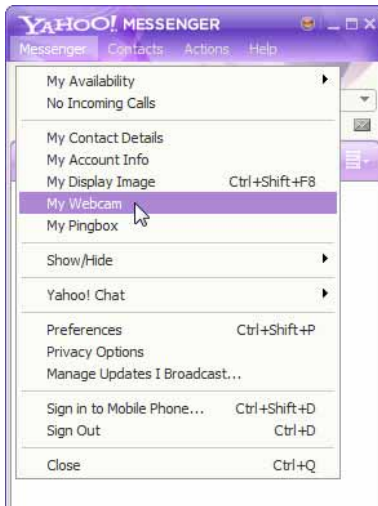 YAHOO! MESSENGER
Messenger Contacts Actions Help
My Availability
No Incoming Calls
My Contact Details
My Account Info
My Display Image Ctrl+Shift+F8
My Webcam
My Pingbox
Show/Hide
Yahoo! Chat
Preferences Ctrl+Shift+P
Privacy Options
Manage Updates I Broadcast...
Sign in to Mobile Phone... Ctrl+Shift+D
Sign Out Ctrl+D
Close Ctrl+Q